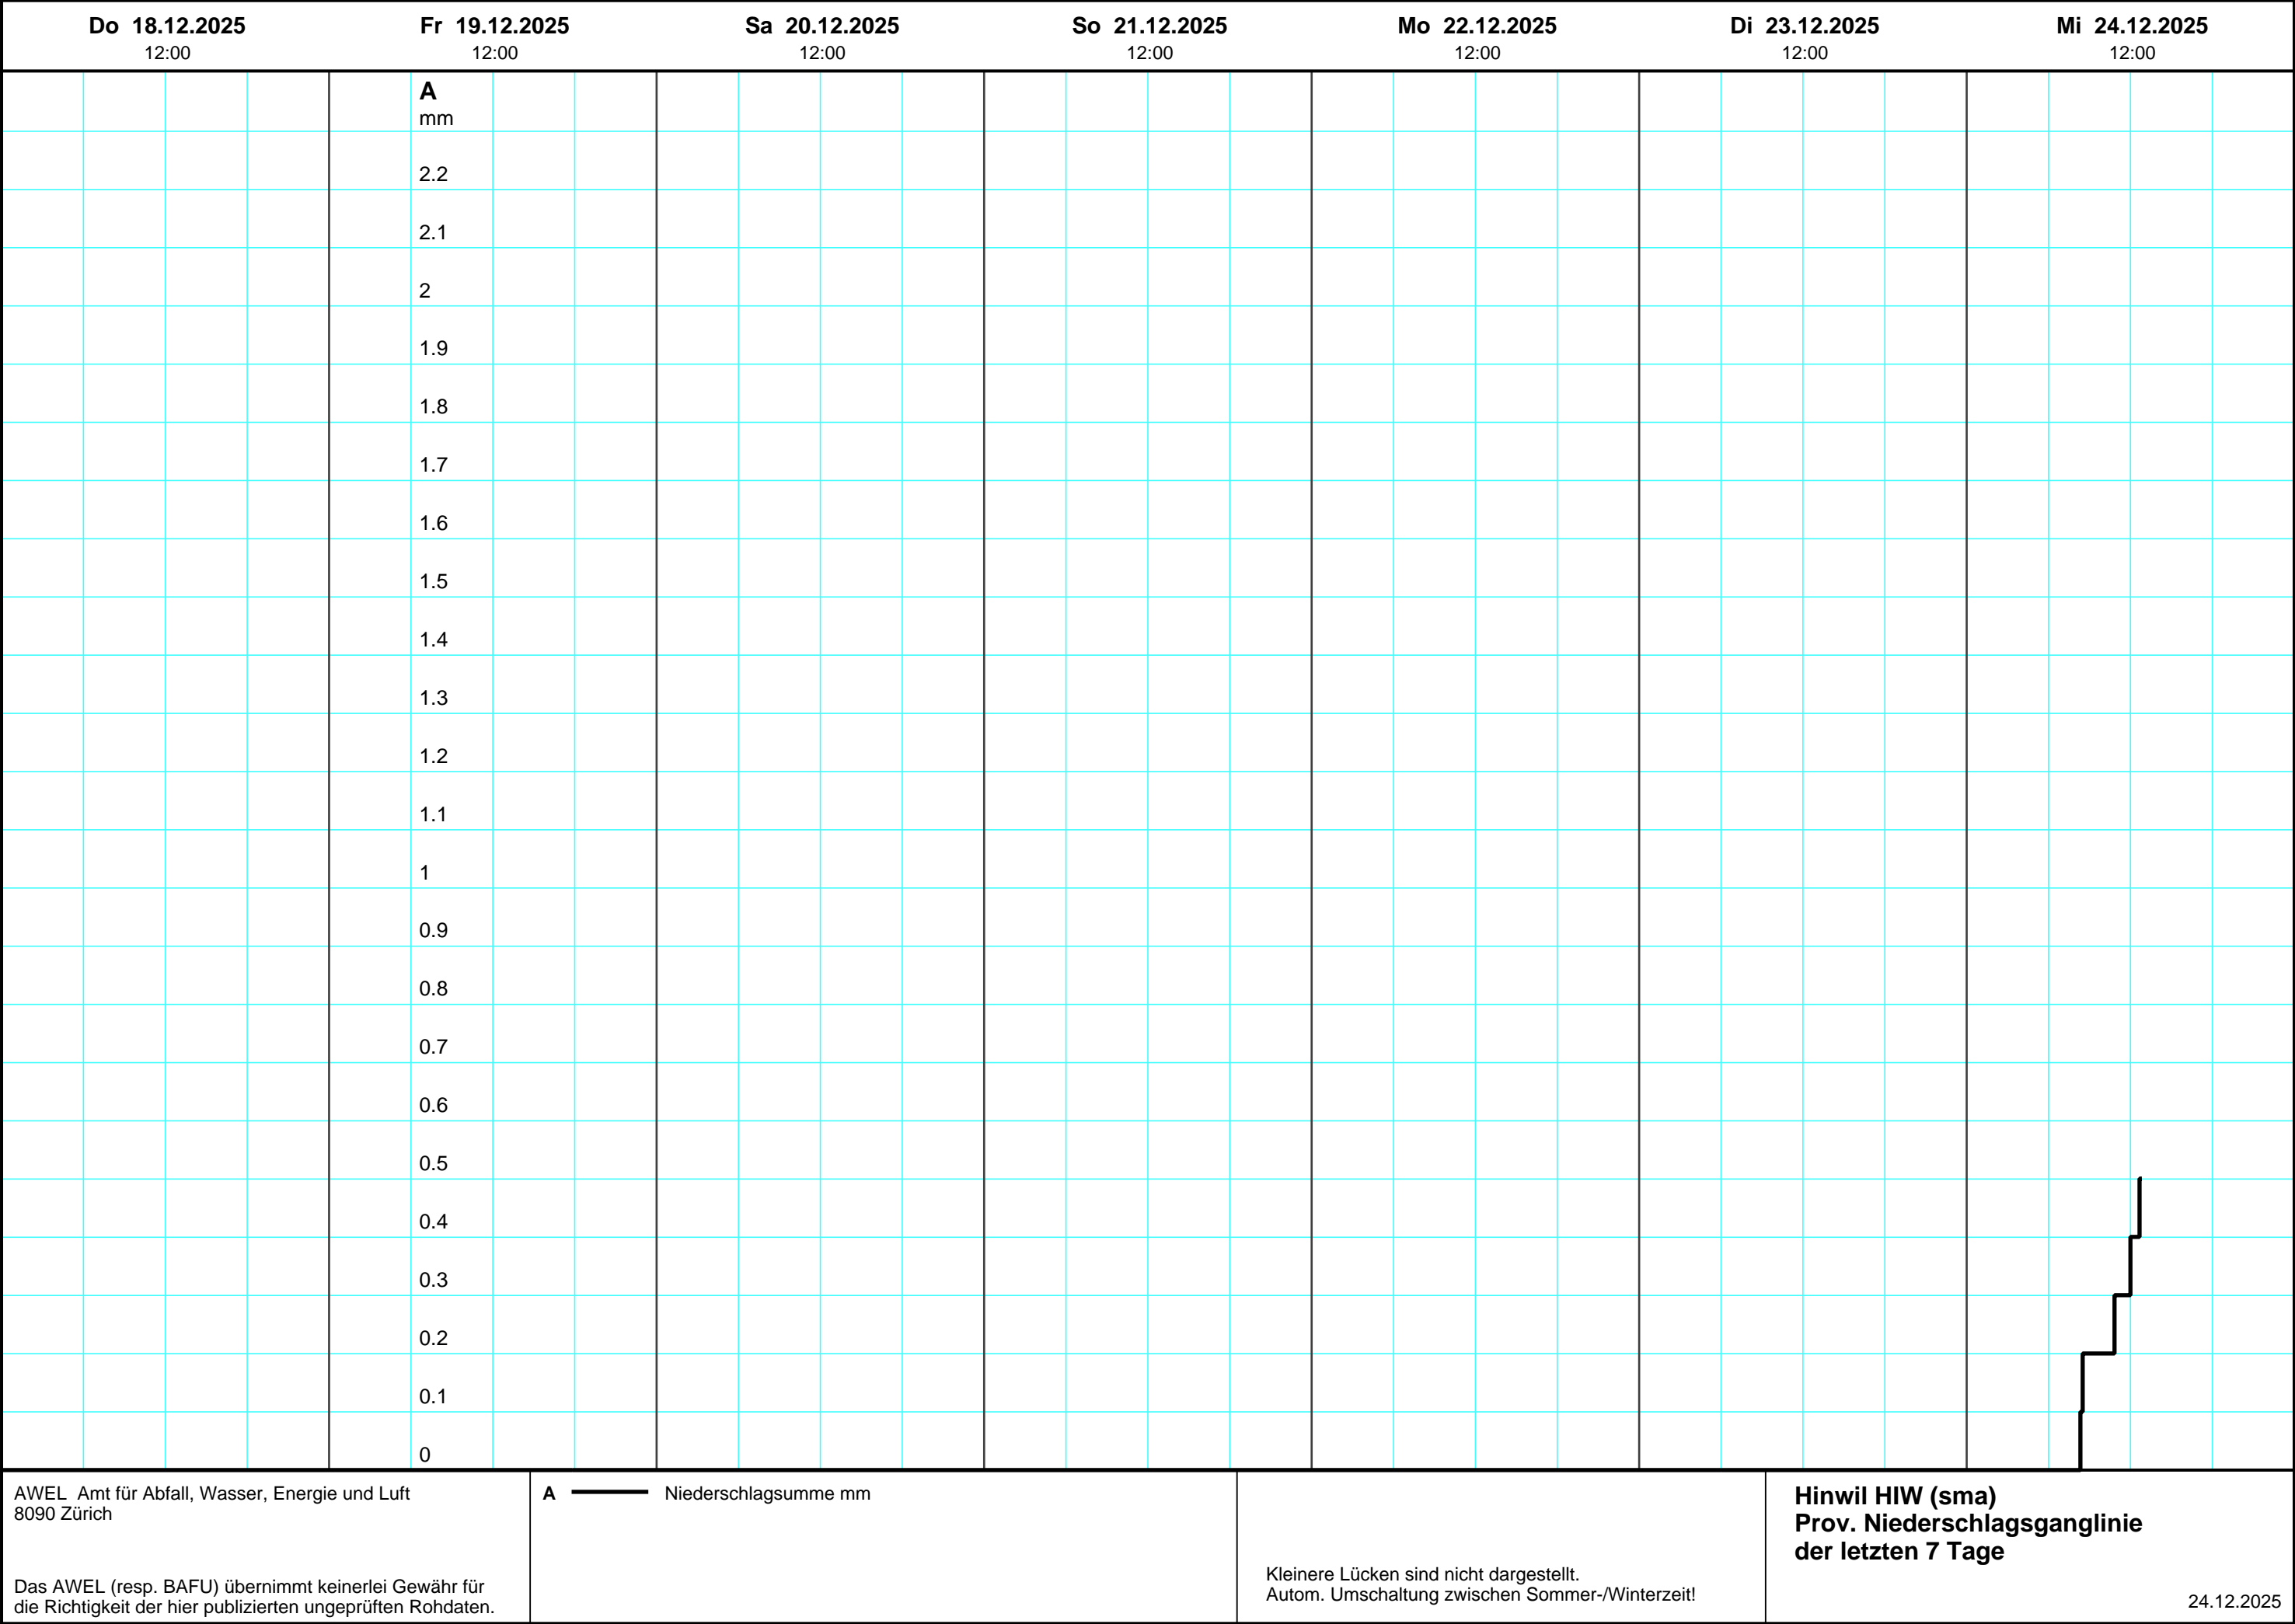 Do 18.12.2025 Fr 19.12.2025 Sa 20.12.2025 So 21.12.2025 Mo 22.12.2025 Di 23.12.2025 Mi 24.12.2025
12:00 12:00 12:00 12:00 12:00 12:00 12:00
A
mm
2.2
2.1
2
1.9
1.8
1.7
1.6
1.5
1.4
1.3
1.2
1.1
1
0.9
0.8
0.7
0.6
0.5
0.4
0.3
0.2
0.1
0
AWEL Amt für Abfall, Wasser, Energie und Luft
8090 Zürich
Das AWEL (resp. BAFU) übernimmt keinerlei Gewähr für
die Richtigkeit der hier publizierten ungeprüften Rohdaten.
A Niederschlagsumme mm
Kleinere Lücken sind nicht dargestellt.
Autom. Umschaltung zwischen Sommer-/Winterzeit!
Hinwil HIW (sma)
Prov. Niederschlagsganglinie
der letzten 7 Tage
24.12.2025